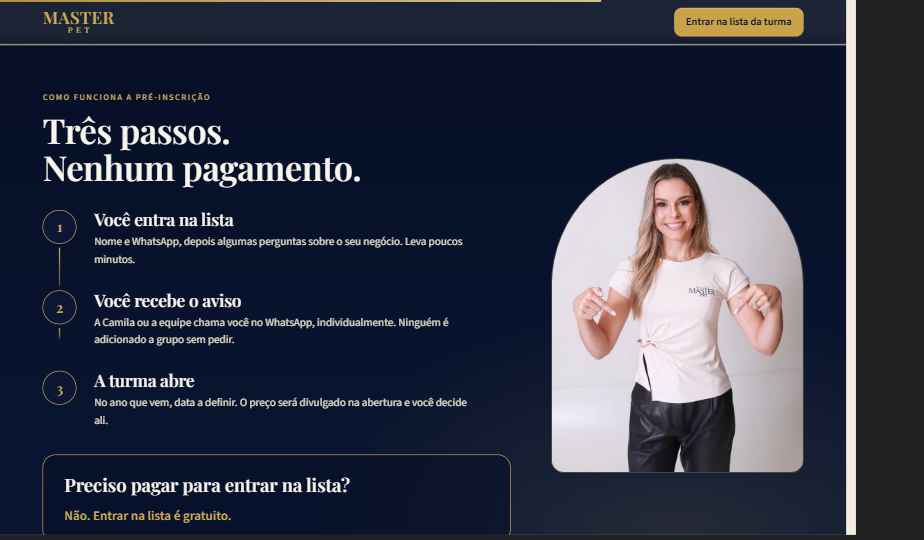 MASTER
PET
Entrar na lista da turma
COMO FUNCIONA A PRÉ-INSCRIÇÃO
Três passos.
Nenhum pagamento.
1
Você entra na lista
Nome e WhatsApp, depois algumas perguntas sobre o seu negócio. Leva poucos
minutos.
2
Você recebe o aviso
A Camila ou a equipe chama você no WhatsApp, individualmente. Ninguém é
adicionado a grupo sem pedir.
3
A turma abre
No ano que vem, data a definir. O preço será divulgado na abertura e você decide
ali.
MASTER
PET
Preciso pagar para entrar na lista?
Não. Entrar na lista é gratuito.